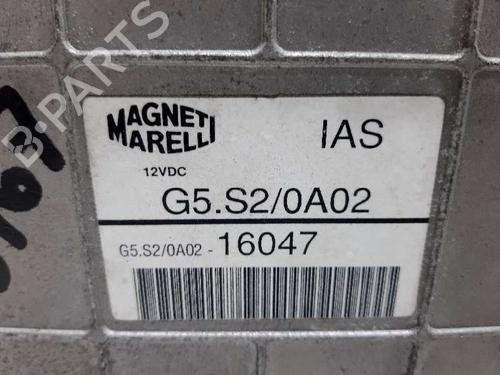 MAGNETI
MARELLI
IAS
12VDC
G5.S2/0A02
G5.S2/0A02 - 16047
B-PARTS